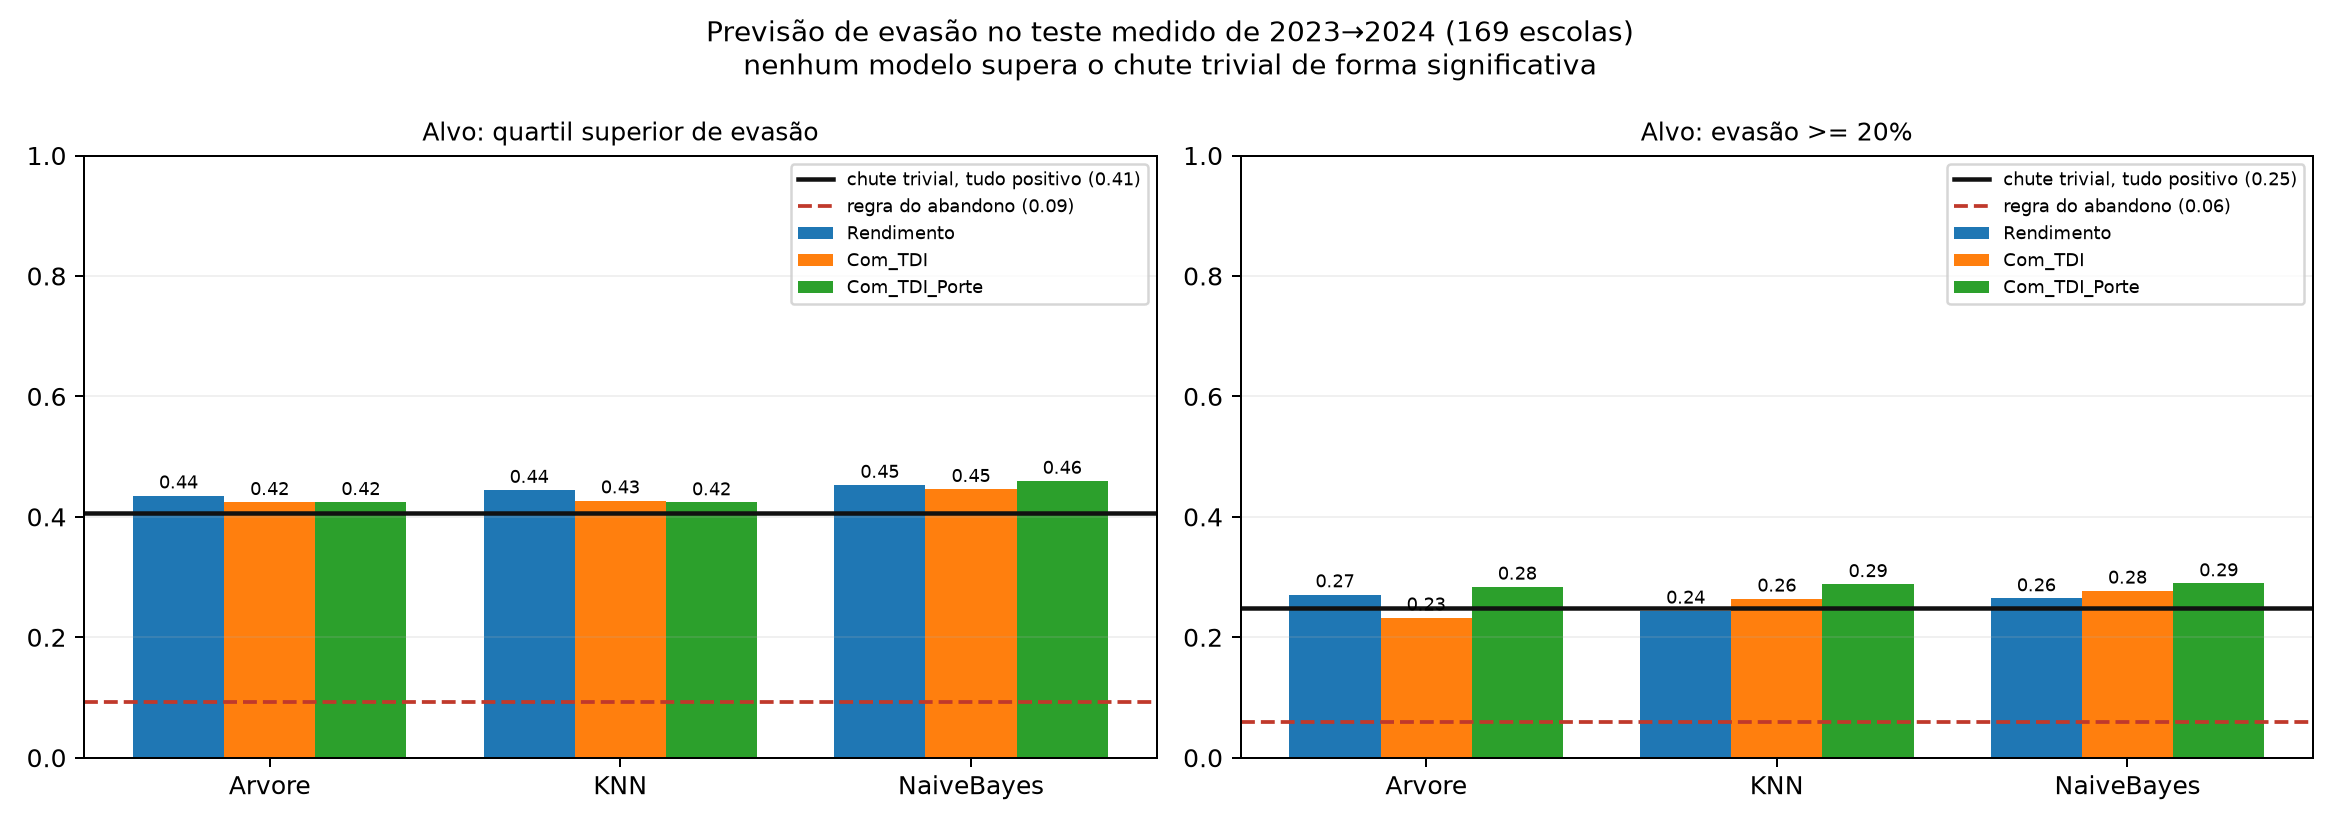 Previsão de evasão no teste medido de 2023→2024 (169 escolas)
nenhum modelo supera o chute trivial de forma significativa
Alvo: quartil superior de evasão
1.0
0.8
0.6
0.4
0.2
0.0
chute trivial, tudo positivo (0.41)
regra do abandono (0.09)
Rendimento
Com_TDI
Com_TDI_Porte
0.44
0.42
0.42
0.44
0.43
0.42
0.45
0.45
0.46
Arvore
KNN
NaiveBayes
Alvo: evasão >= 20%
1.0
0.8
0.6
0.4
0.2
0.0
chute trivial, tudo positivo (0.25)
regra do abandono (0.06)
Rendimento
Com_TDI
Com_TDI_Porte
0.27
0.23
0.28
0.24
0.26
0.29
0.26
0.28
0.29
Arvore
KNN
NaiveBayes